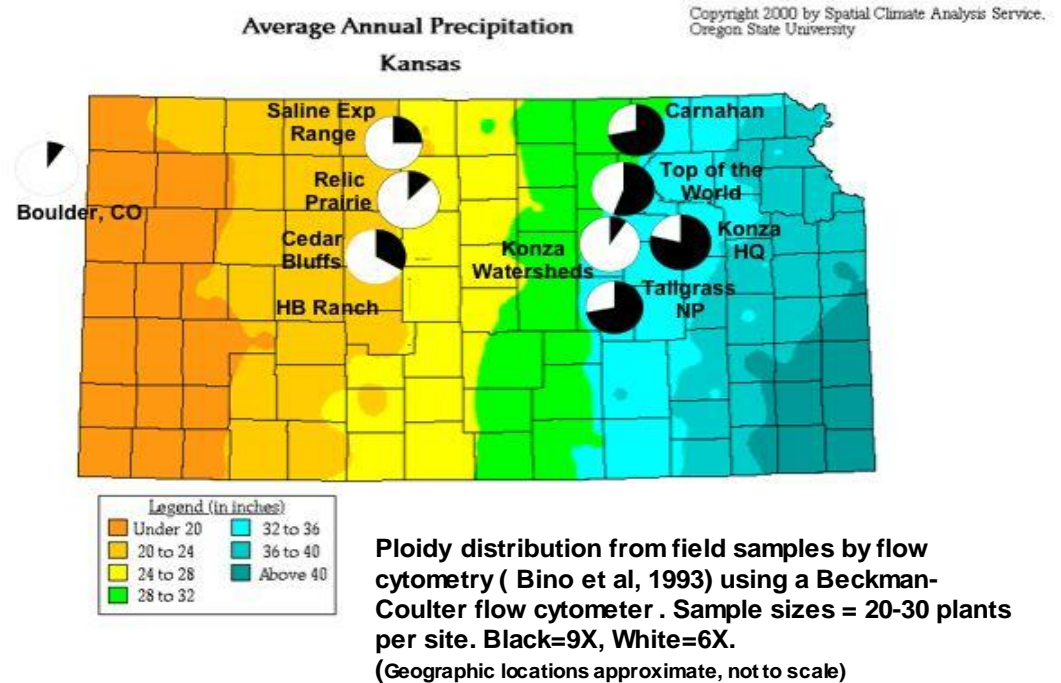 Average Annual Precipitation
Kansas
Copyright 2000 by Spatial Climate Analysis Service.
Oregon State University
Saline Exp
Range
Carnahan
Relic
Prairie
Top of the
World
Boulder, CO
Cedar
Bluffs
Konza
Watersheds
Konza
HQ
HB Ranch
Tallgrass
NP
Legend (in inches)
Under 20
20 to 24
24 to 28
28 to 32
32 to 36
36 to 40
Above 40
Ploidy distribution from field samples by flow
cytometry ( Bino et al, 1993) using a Beckman-
Coulter flow cytometer . Sample sizes = 20-30 plants
per site. Black=9X, White=6X.
(Geographic locations approximate, not to scale)